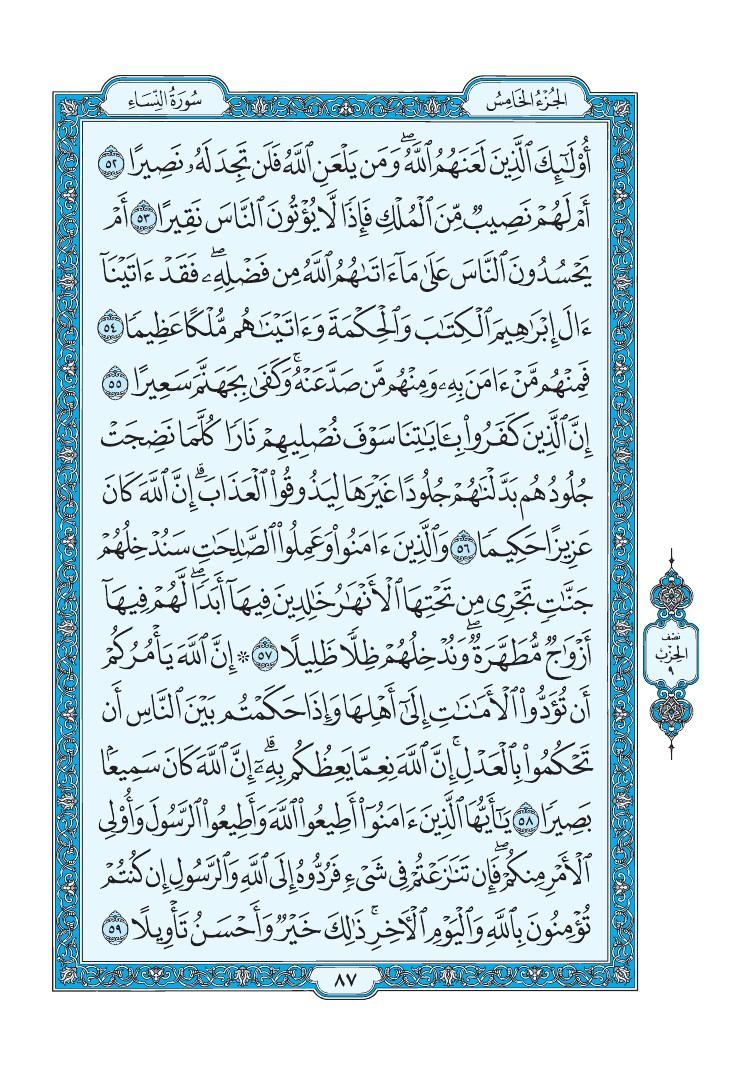 الجُزْءُ الخَامِسُ
سُورَةُ النِّسَاءِ
أُوْلَٰٓئِكَ ٱلَّذِينَ لَعَنَهُمُ ٱللَّهُۖ وَمَن يَلْعَنِ ٱللَّهُ فَلَن تَجِدَ لَهُۥ نَصِيرًا ٥٢
أَمْ لَهُمْ نَصِيبٌ مِّنَ ٱلْمُلْكِ فَإِذًا لَّا يُؤْتُونَ ٱلنَّاسَ نَقِيرًا ٥٣ أَمْ
يَحْسُدُونَ ٱلنَّاسَ عَلَىٰ مَآ ءَاتَىٰهُمُ ٱللَّهُ مِن فَضْلِهِۦۖ فَقَدْ ءَاتَيْنَآ
ءَالَ إِبْرَٰهِيمَ ٱلْكِتَٰبَ وَٱلْحِكْمَةَ وَءَاتَيْنَٰهُم مُّلْكًا عَظِيمًا ٥٤
فَمِنْهُم مَّنْ ءَامَنَ بِهِۦ وَمِنْهُم مَّن صَدَّ عَنْهُۚ وَكَفَىٰ بِجَهَنَّمَ سَعِيرًا ٥٥
إِنَّ ٱلَّذِينَ كَفَرُواْ بِـَٔايَٰتِنَا سَوْفَ نُصْلِيهِمْ نَارًا كُلَّمَا نَضِجَتْ
جُلُودُهُم بَدَّلْنَٰهُمْ جُلُودًا غَيْرَهَا لِيَذُوقُواْ ٱلْعَذَابَۗ إِنَّ ٱللَّهَ كَانَ
عَزِيزًا حَكِيمًا ٥٦ وَٱلَّذِينَ ءَامَنُواْ وَعَمِلُواْ ٱلصَّٰلِحَٰتِ سَنُدْخِلُهُمْ
جَنَّٰتٍ تَجْرِى مِن تَحْتِهَا ٱلْأَنْهَٰرُ خَٰلِدِينَ فِيهَآ أَبَدًاۖ لَّهُمْ فِيهَآ
أَزْوَٰجٌ مُّطَهَّرَةٌۖ وَنُدْخِلُهُمْ ظِلًّا ظَلِيلًا ٥٧ ۞ إِنَّ ٱللَّهَ يَأْمُرُكُمْ
أَن تُؤَدُّواْ ٱلْأَمَٰنَٰتِ إِلَىٰٓ أَهْلِهَا وَإِذَا حَكَمْتُم بَيْنَ ٱلنَّاسِ أَن
تَحْكُمُواْ بِٱلْعَدْلِۚ إِنَّ ٱللَّهَ نِعِمَّا يَعِظُكُم بِهِۦٓۗ إِنَّ ٱللَّهَ كَانَ سَمِيعًۢا
بَصِيرًا ٥٨ يَٰٓأَيُّهَا ٱلَّذِينَ ءَامَنُوٓاْ أَطِيعُواْ ٱللَّهَ وَأَطِيعُواْ ٱلرَّسُولَ وَأُوْلِى
ٱلْأَمْرِ مِنكُمْۖ فَإِن تَنَٰزَعْتُمْ فِى شَىْءٍ فَرُدُّوهُ إِلَى ٱللَّهِ وَٱلرَّسُولِ إِن كُنتُمْ
تُؤْمِنُونَ بِٱللَّهِ وَٱلْيَوْمِ ٱلْءَاخِرِۚ ذَٰلِكَ خَيْرٌ وَأَحْسَنُ تَأْوِيلًا ٥٩
نصف
الحزب
٩
٨٧